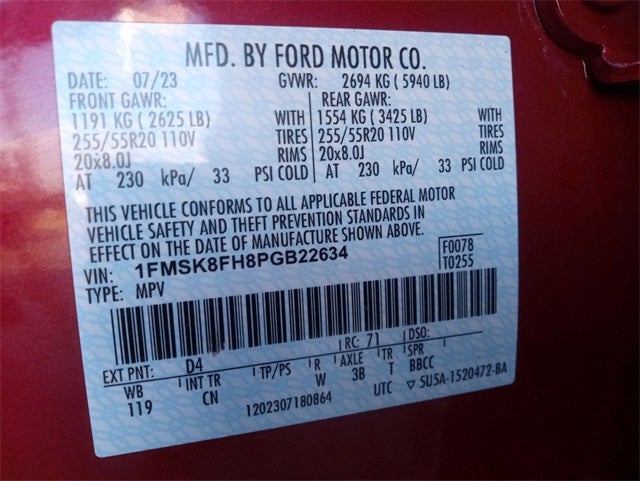 MFD. BY FORD MOTOR CO.
DATE: 07/23 GVWR: 2694 KG ( 5940 LB)
FRONT GAWR: REAR GAWR:
1191 KG ( 2625 LB) WITH 1554 KG ( 3425 LB) WITH
255/55R20 110V TIRES 255/55R20 110V TIRES
20x8.0J RIMS 20x8.0J RIMS
AT 230 kPa/ 33 PSI COLD AT 230 kPa/ 33 PSI COLD
THIS VEHICLE CONFORMS TO ALL APPLICABLE FEDERAL MOTOR
VEHICLE SAFETY AND THEFT PREVENTION STANDARDS IN
EFFECT ON THE DATE OF MANUFACTURE SHOWN ABOVE.
VIN: 1FMSK8FH8PGB22634 F0078
TYPE: MPV T0255
EXT PNT: D4 RC: 71 DSO:
WB INT TR TP/PS R AXLE TR SPR
119 CN W 3B T BBCC
1202307180864 UTC ▽ 5U5A-1520472-BA